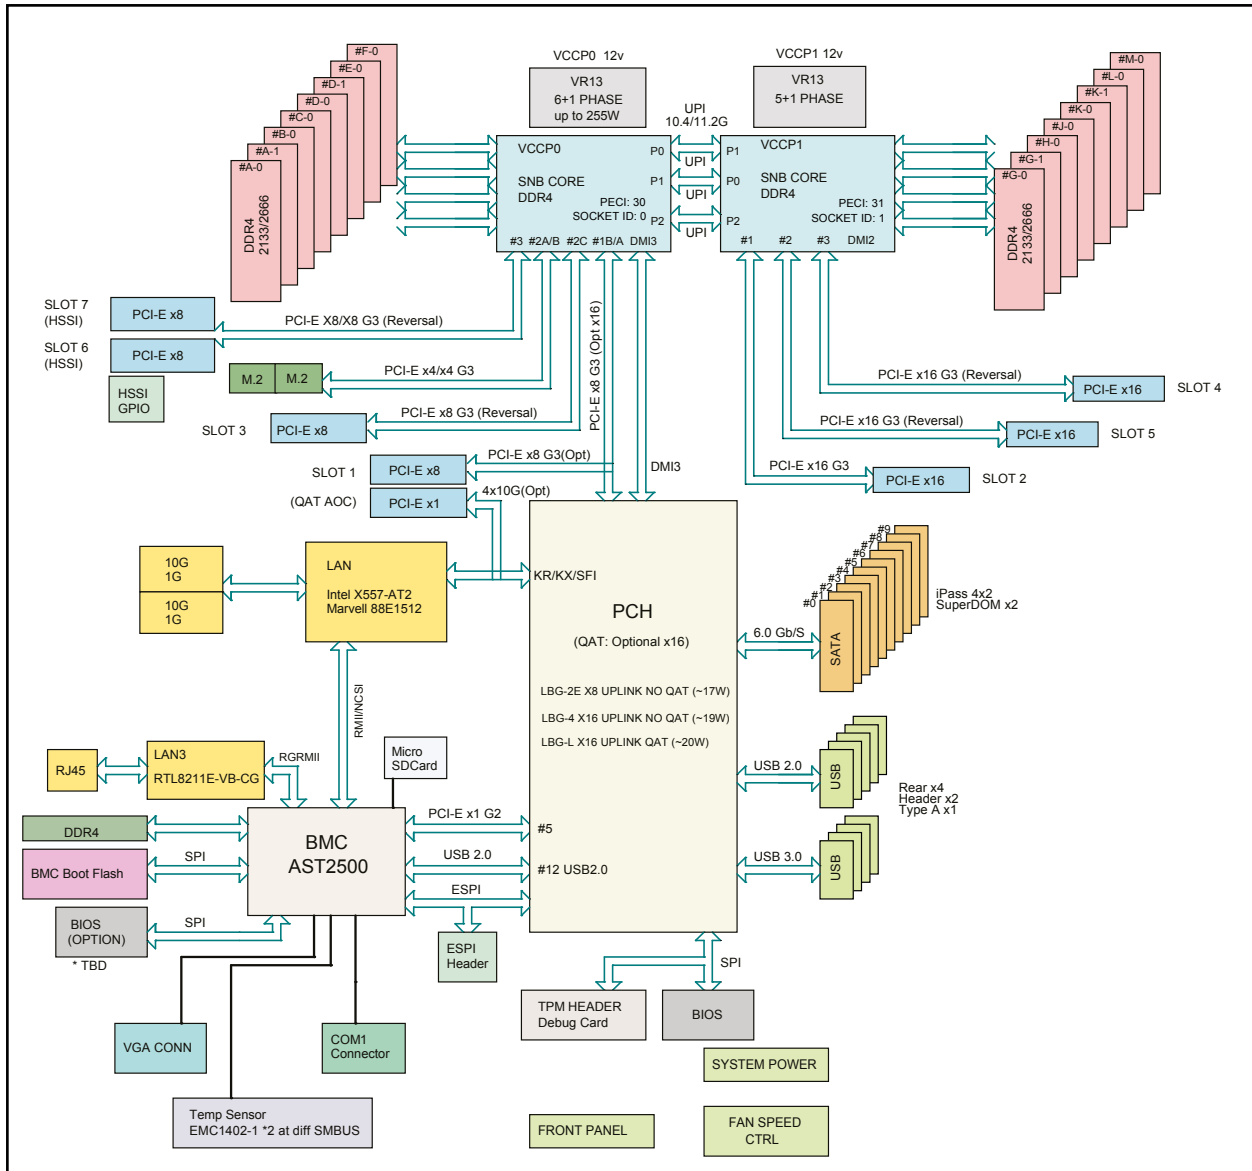 VCCP0 12v
VCCP1 12v
VR13
6+1 PHASE
up to 255W
VR13
5+1 PHASE
#F-0
#E-0
#D-1
#D-0
#C-0
#B-0
#A-1
#A-0
DDR4
2133/2666
#M-0
#L-0
#K-1
#K-0
#J-0
#H-0
#G-1
#G-0
DDR4
2133/2666
UPI
10.4/11.2G
UPI
UPI
VCCP0
SNB CORE
DDR4
PECI: 30
SOCKET ID: 0
P0
P1
P2
#3
#2A/B
#2C
#1B/A
DMI3
VCCP1
SNB CORE
DDR4
PECI: 31
SOCKET ID: 1
P1
P0
P2
#1
#2
#3
DMI2
SLOT 7
(HSSI)
PCI-E x8
PCI-E X8/X8 G3 (Reversal)
SLOT 6
(HSSI)
PCI-E x8
HSSI
GPIO
M.2
M.2
PCI-E x4/x4 G3
SLOT 3
PCI-E x8
PCI-E x8 G3 (Reversal)
PCI-E x8 G3 (Opt x16)
DMI3
SLOT 1
PCI-E x8
PCI-E x8 G3(Opt)
(QAT AOC)
PCI-E x1
4x10G(Opt)
PCI-E x16 G3 (Reversal)
PCI-E x16
SLOT 4
PCI-E x16 G3 (Reversal)
PCI-E x16
SLOT 5
PCI-E x16 G3
PCI-E x16
SLOT 2
10G
1G
10G
1G
LAN
Intel X557-AT2
Marvell 88E1512
KR/KX/SFI
PCH
(QAT: Optional x16)
LBG-2E X8 UPLINK NO QAT (~17W)
LBG-4 X16 UPLINK NO QAT (~19W)
LBG-L X16 UPLINK QAT (~20W)
#5
#12 USB2.0
6.0 Gb/S
#9
#8
#7
#6
#5
#4
#3
#2
#1
#0
SATA
iPass 4x2
SuperDOM x2
USB 2.0
USB
Rear x4
Header x2
Type A x1
USB 3.0
USB
RMII/NCSI
RJ45
LAN3
RTL8211E-VB-CG
RGRMII
Micro
SDCard
BMC
AST2500
PCI-E x1 G2
USB 2.0
ESPI
DDR4
BMC Boot Flash
SPI
BIOS
(OPTION)
SPI
* TBD
ESPI
Header
SPI
TPM HEADER
Debug Card
BIOS
VGA CONN
COM1
Connector
Temp Sensor
EMC1402-1 *2 at diff SMBUS
SYSTEM POWER
FRONT PANEL
FAN SPEED
CTRL